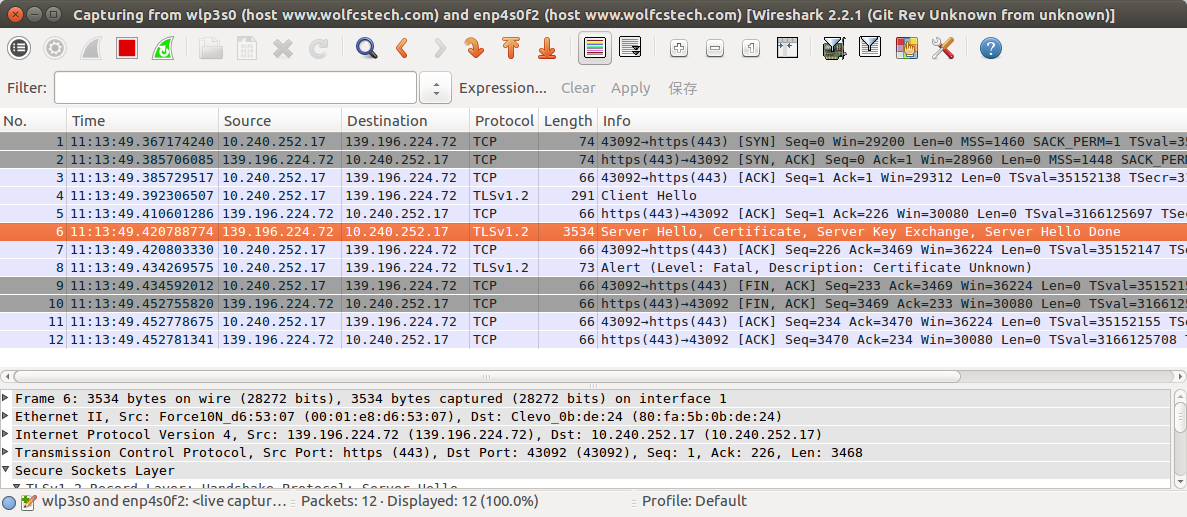 Capturing from wlp3s0 (host www.wolfcstech.com) and enp4s0f2 (host www.wolfcstech.com) [Wireshark 2.2.1 (Git Rev Unknown from unknown)]
Filter: Expression... Clear Apply 保存
No. Time Source Destination Protocol Length Info
1 11:13:49.367174240 10.240.252.17 139.196.224.72 TCP 74 43092→https(443) [SYN] Seq=0 Win=29200 Len=0 MSS=1460 SACK_PERM=1 TSval=35
2 11:13:49.385706085 139.196.224.72 10.240.252.17 TCP 74 https(443)→43092 [SYN, ACK] Seq=0 Ack=1 Win=28960 Len=0 MSS=1448 SACK_PERM
3 11:13:49.385729517 10.240.252.17 139.196.224.72 TCP 66 43092→https(443) [ACK] Seq=1 Ack=1 Win=29312 Len=0 TSval=35152138 TSecr=31
4 11:13:49.392306507 10.240.252.17 139.196.224.72 TLSv1.2 291 Client Hello
5 11:13:49.410601286 139.196.224.72 10.240.252.17 TCP 66 https(443)→43092 [ACK] Seq=1 Ack=226 Win=30080 Len=0 TSval=3166125697 TSe
6 11:13:49.420788774 139.196.224.72 10.240.252.17 TLSv1.2 3534 Server Hello, Certificate, Server Key Exchange, Server Hello Done
7 11:13:49.420803330 10.240.252.17 139.196.224.72 TCP 66 43092→https(443) [ACK] Seq=226 Ack=3469 Win=36224 Len=0 TSval=35152147 TS
8 11:13:49.434269575 10.240.252.17 139.196.224.72 TLSv1.2 73 Alert (Level: Fatal, Description: Certificate Unknown)
9 11:13:49.434592012 10.240.252.17 139.196.224.72 TCP 66 43092→https(443) [FIN, ACK] Seq=233 Ack=3469 Win=36224 Len=0 TSval=3515215
10 11:13:49.452755820 139.196.224.72 10.240.252.17 TCP 66 https(443)→43092 [FIN, ACK] Seq=3469 Ack=233 Win=30080 Len=0 TSval=316612
11 11:13:49.452778675 10.240.252.17 139.196.224.72 TCP 66 43092→https(443) [ACK] Seq=234 Ack=3470 Win=36224 Len=0 TSval=35152155 TS
12 11:13:49.452781341 139.196.224.72 10.240.252.17 TCP 66 https(443)→43092 [ACK] Seq=3470 Ack=234 Win=30080 Len=0 TSval=3166125708
Frame 6: 3534 bytes on wire (28272 bits), 3534 bytes captured (28272 bits) on interface 1
Ethernet II, Src: Force10N_d6:53:07 (00:01:e8:d6:53:07), Dst: Clevo_0b:de:24 (80:fa:5b:0b:de:24)
Internet Protocol Version 4, Src: 139.196.224.72 (139.196.224.72), Dst: 10.240.252.17 (10.240.252.17)
Transmission Control Protocol, Src Port: https (443), Dst Port: 43092 (43092), Seq: 1, Ack: 226, Len: 3468
Secure Sockets Layer
TLSv1.2 Record Layer: Handshake Protocol: Server Hello
wlp3s0 and enp4s0f2: <live captur... Packets: 12 · Displayed: 12 (100.0%) Profile: Default